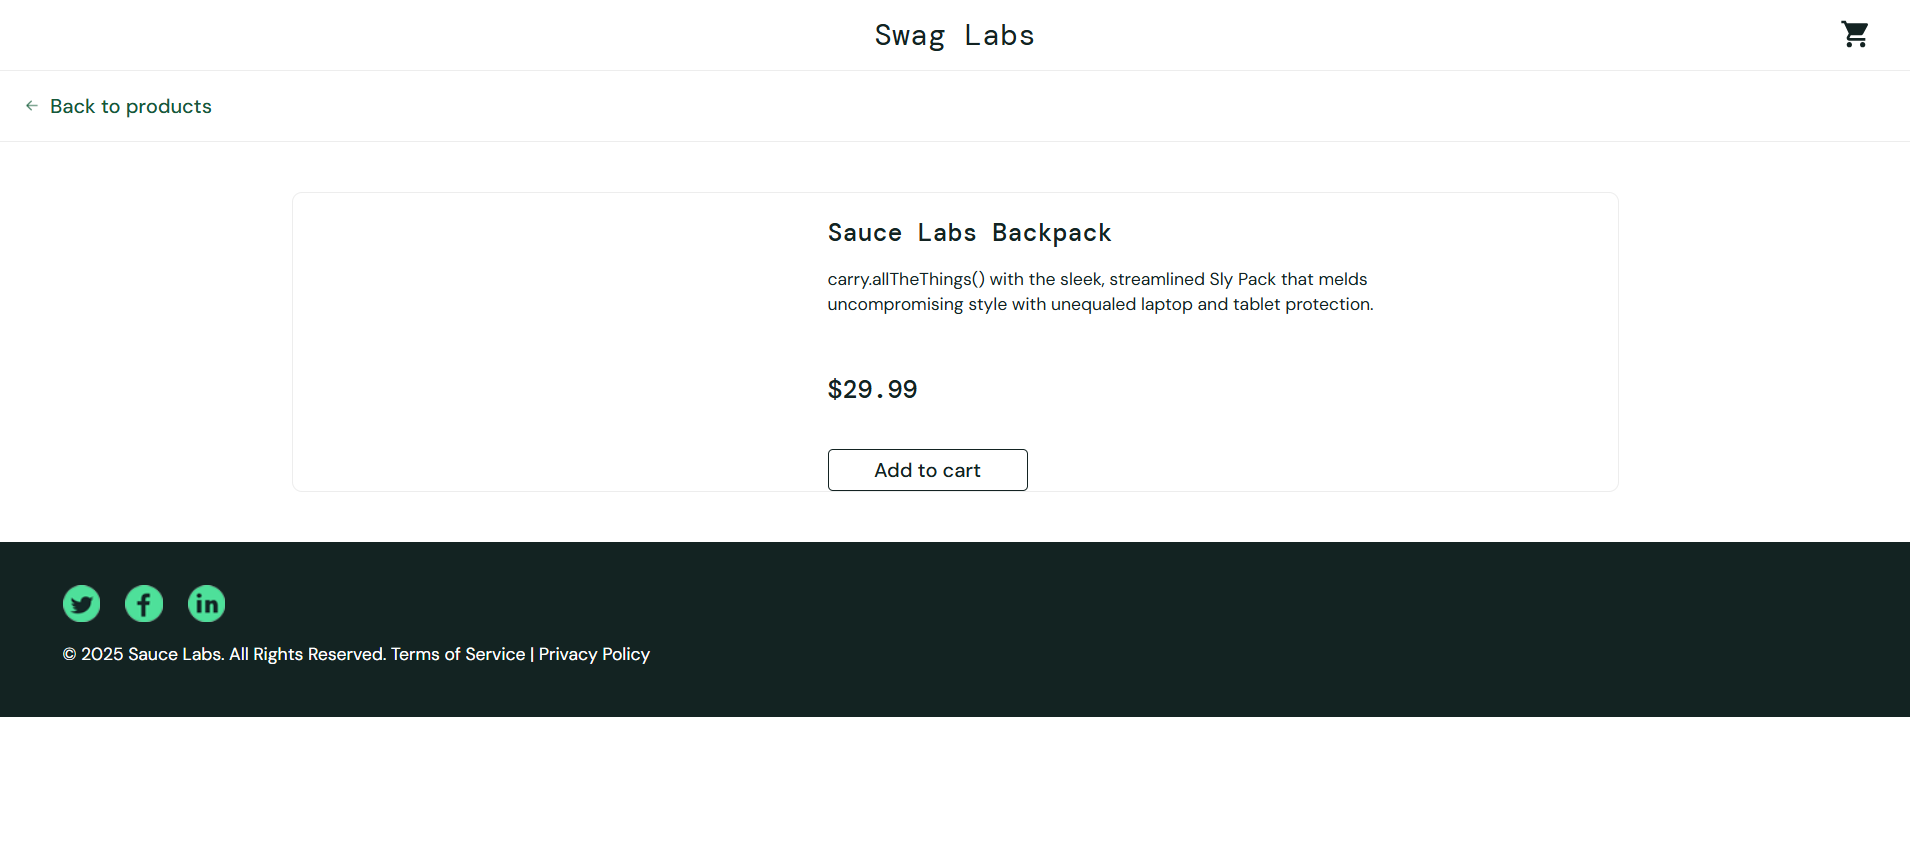 Swag Labs
Back to products
Sauce Labs Backpack
carry.allTheThings() with the sleek, streamlined Sly Pack that melds
uncompromising style with unequaled laptop and tablet protection.
$29.99
Add to cart
© 2025 Sauce Labs. All Rights Reserved. Terms of Service | Privacy Policy